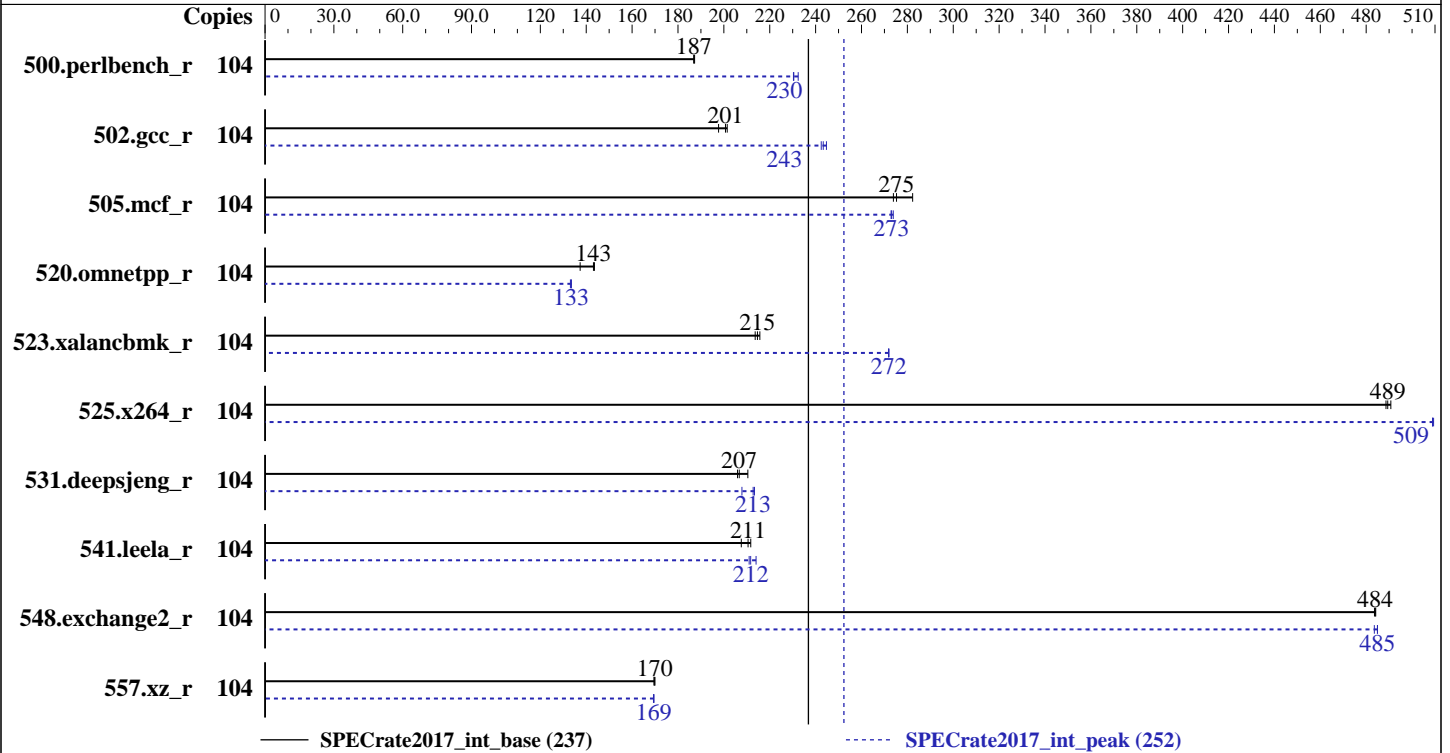 Copies 0 30.0 60.0 90.0 120 140 160 180 200 220 240 260 280 300 320 340 360 380 400 420 440 460 480 510
187
500.perlbench_r 104
230
201
502.gcc_r 104
243
275
505.mcf_r 104
273
143
520.omnetpp_r 104
133
215
523.xalancbmk_r 104
272
489
525.x264_r 104
509
207
531.deepsjeng_r 104
213
211
541.leela_r 104
212
484
548.exchange2_r 104
485
170
557.xz_r 104
169
SPECrate2017_int_base (237) SPECrate2017_int_peak (252)